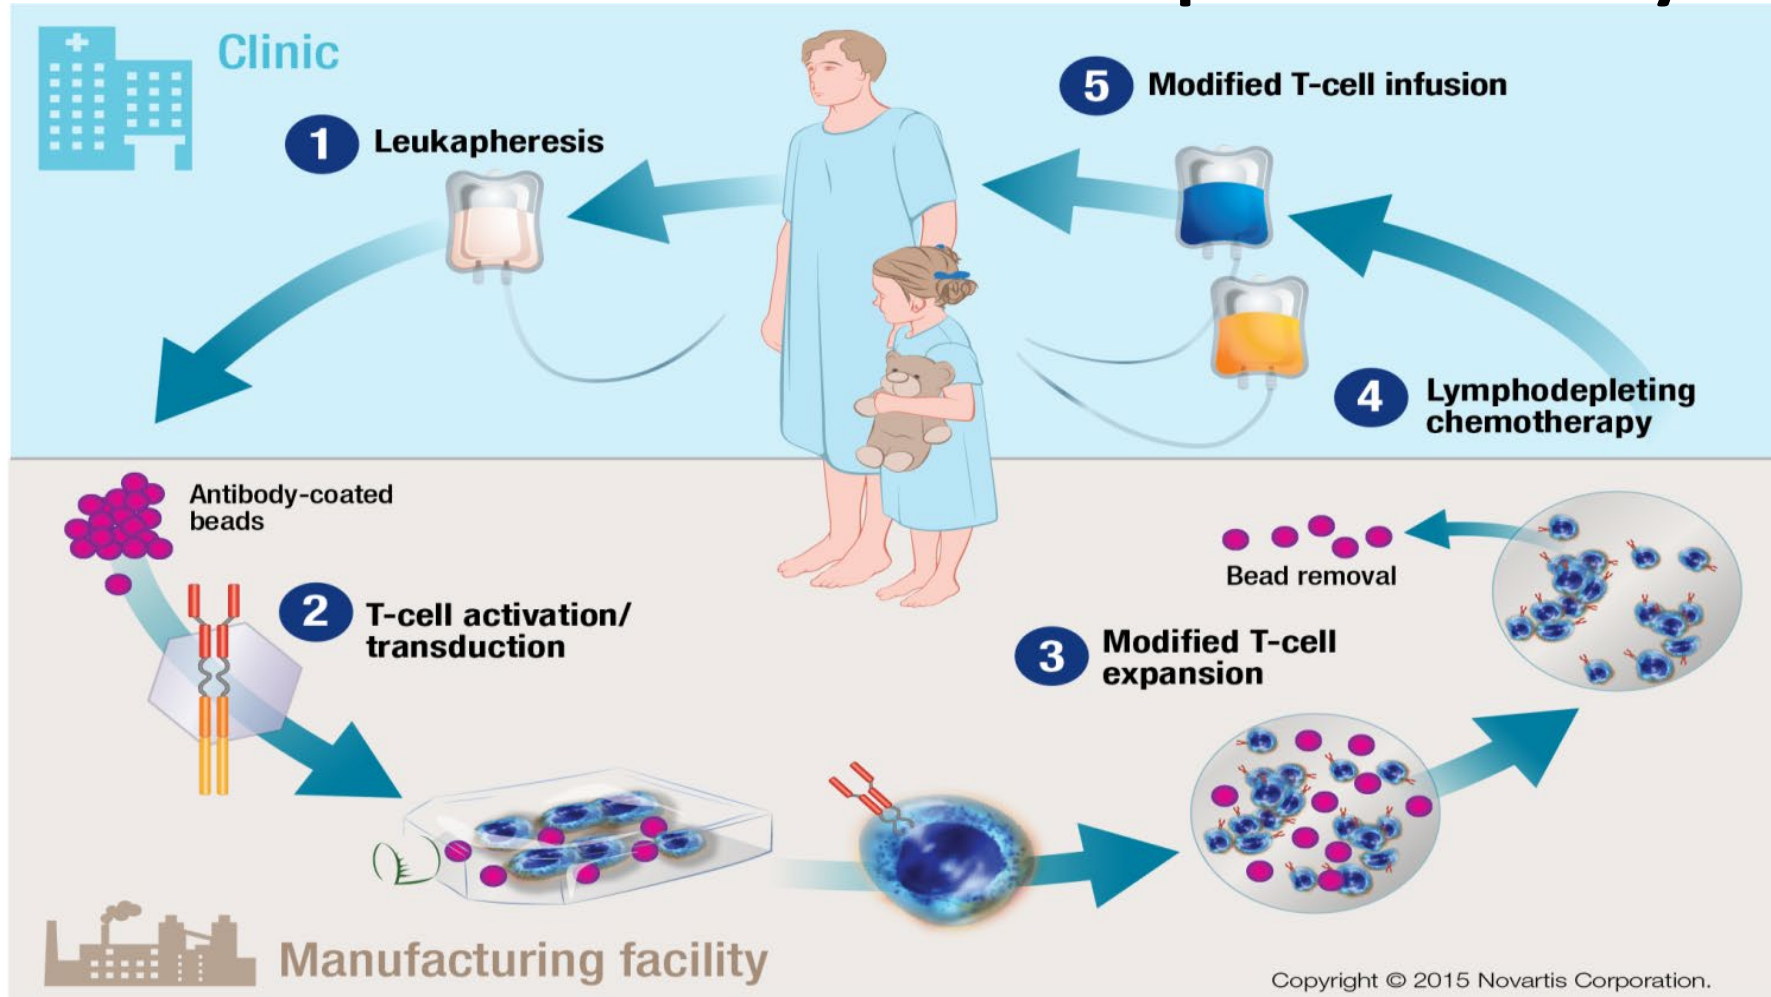 Clinic
1 Leukapheresis
5 Modified T-cell infusion
4 Lymphodepleting
chemotherapy
Antibody-coated
beads
2 T-cell activation/
transduction
Bead removal
3 Modified T-cell
expansion
Manufacturing facility
Copyright © 2015 Novartis Corporation.